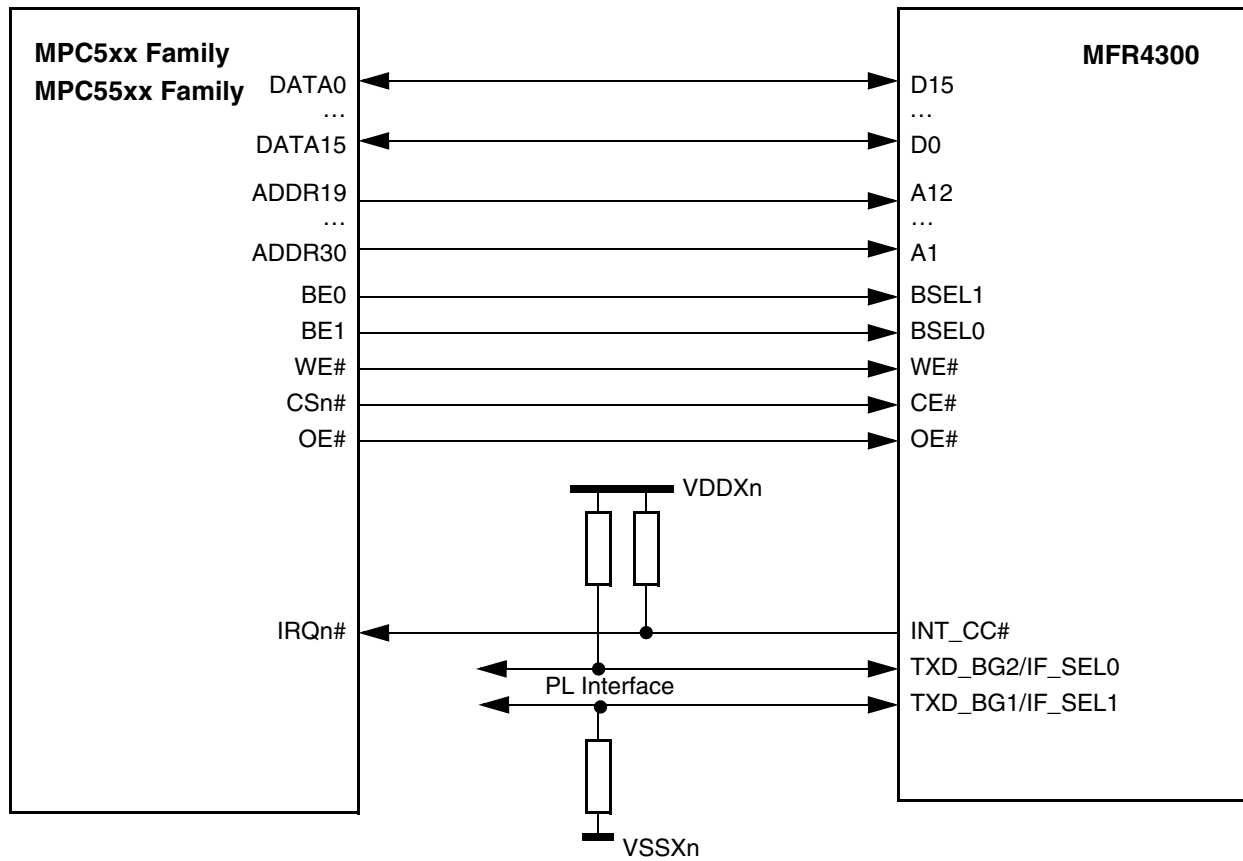 MPC5xx Family
MPC55xx Family
MFR4300
DATA0
D15
...
...
DATA15
D0
ADDR19
A12
...
...
ADDR30
A1
BE0
BSEL1
BE1
BSEL0
WE#
WE#
CSn#
CE#
OE#
OE#
VDDXn
IRQn#
INT_CC#
TXD_BG2/IF_SEL0
PL Interface
TXD_BG1/IF_SEL1
VSSXn